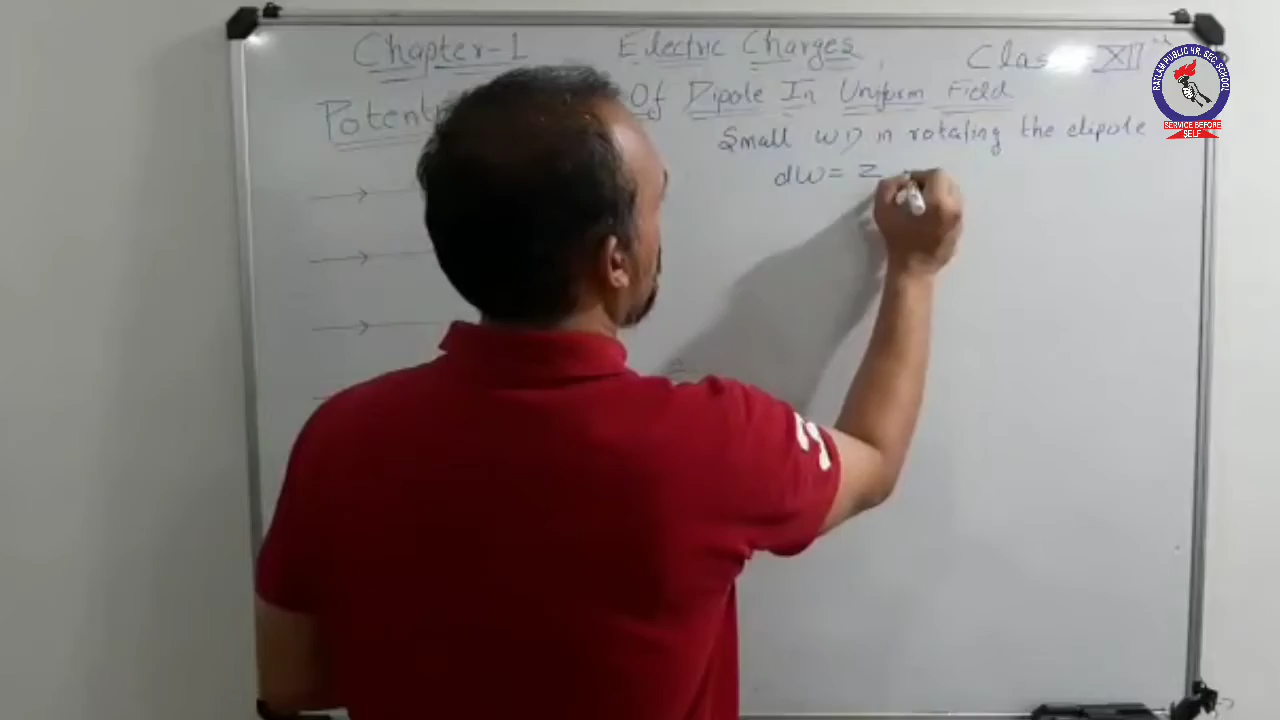 Chapter-1 Electric Charges Class XII
Of Dipole In Uniform Field
Small WD in rotating the dipole
dW =
RATLAM PUBLIC HR. SEC. SCHOOL
SERVICE BEFORE
SELF